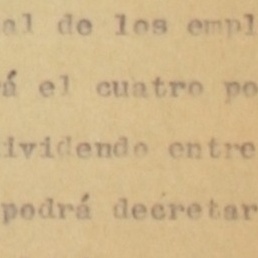 al de los empl
á el cuatro po
ividendo entre
podrá decretar